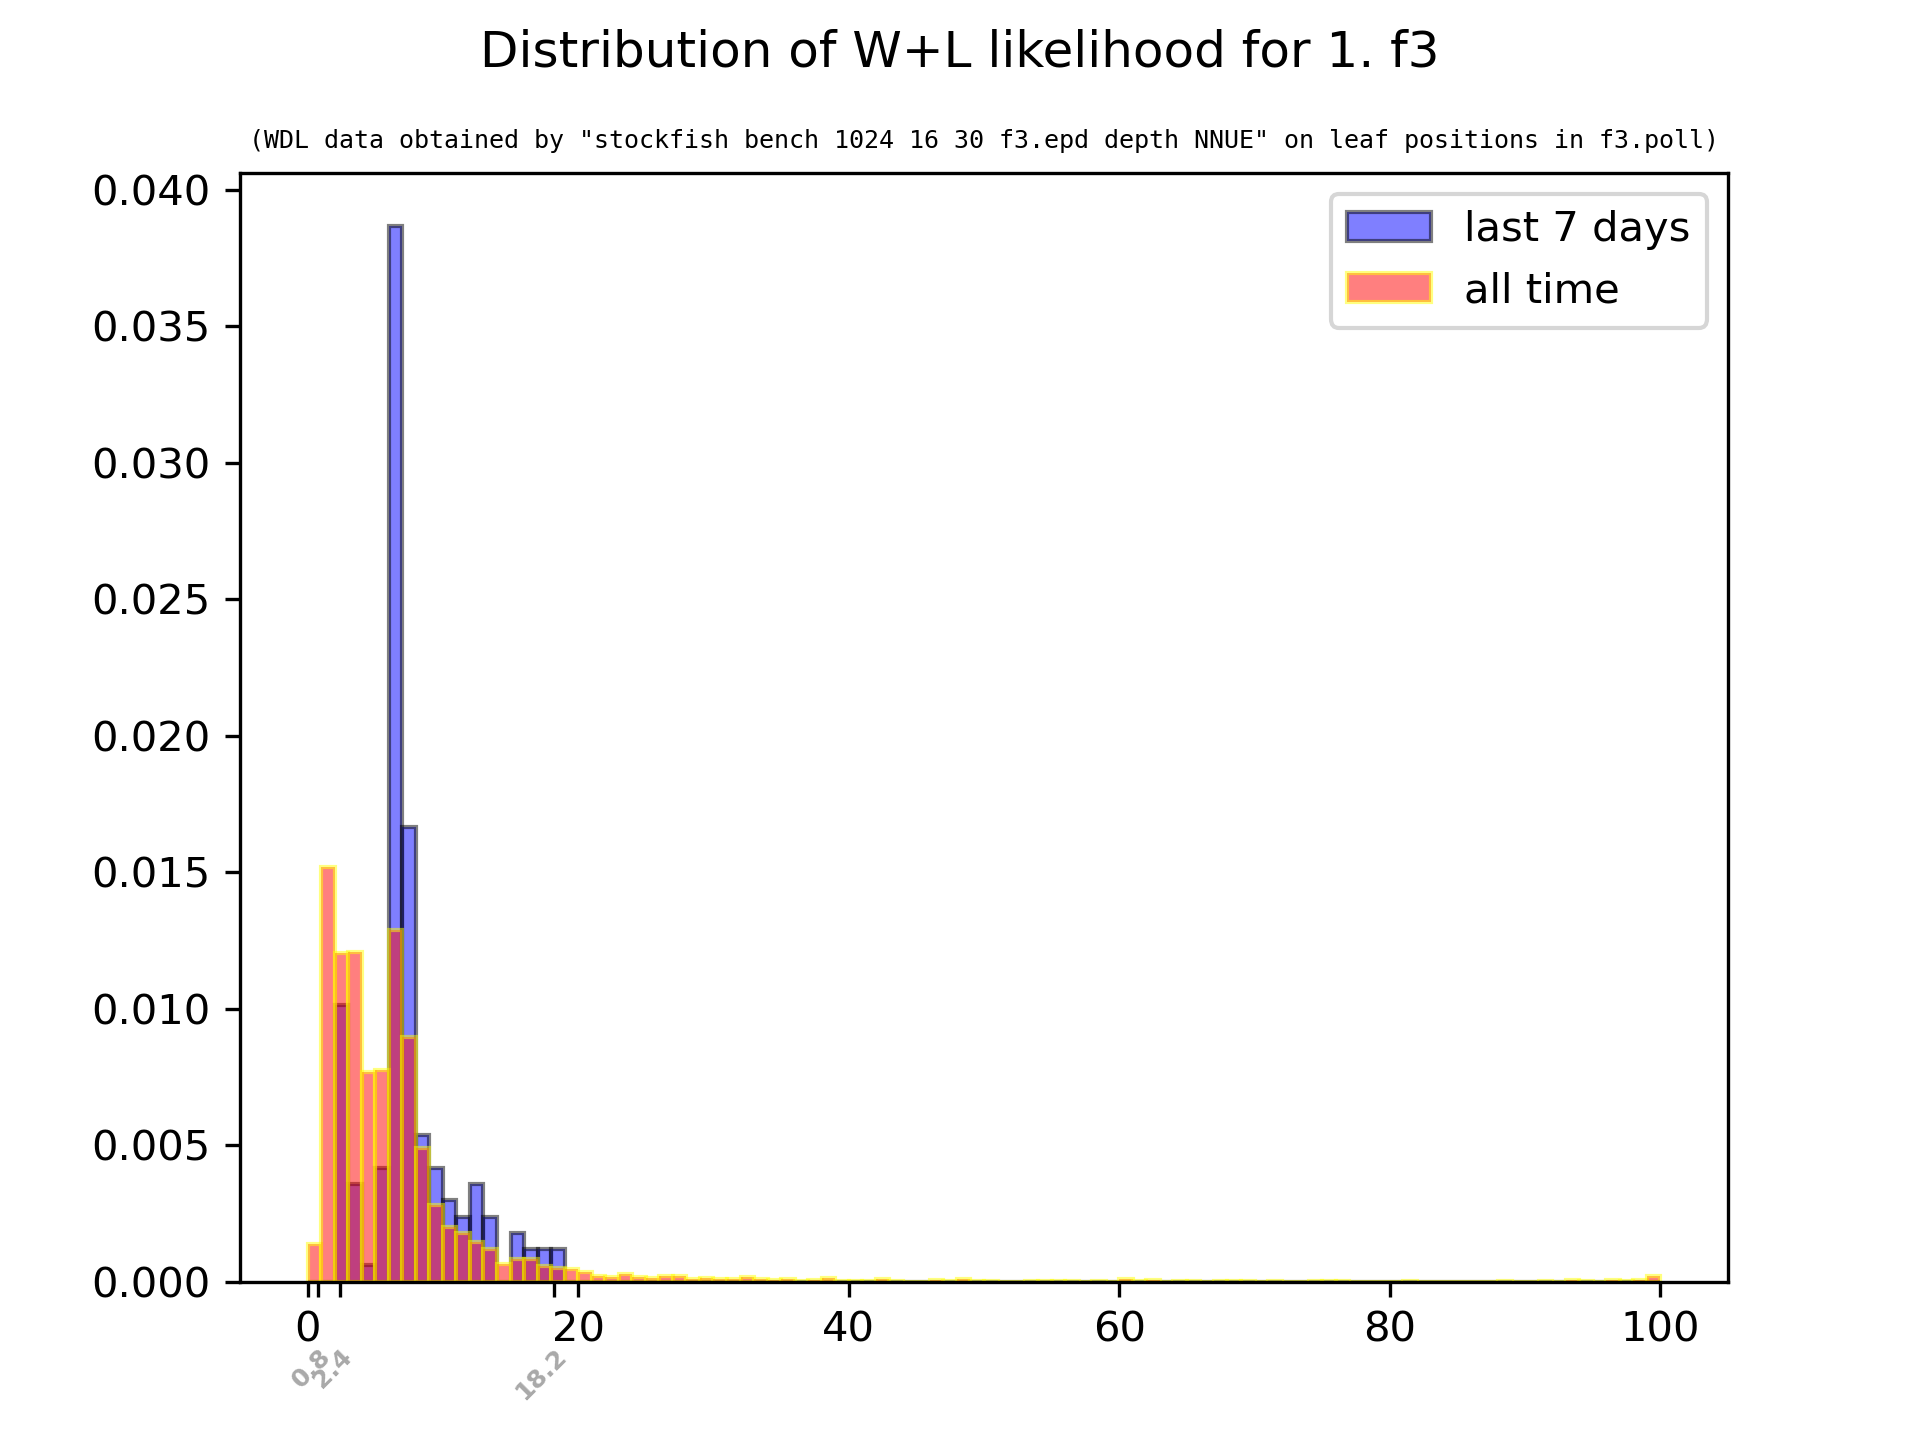 Distribution of W+L likelihood for 1. f3
(WDL data obtained by "stockfish bench 1024 16 30 f3.epd depth NNUE" on leaf positions in f3.poll)
last 7 days
all time
0.040
0.035
0.030
0.025
0.020
0.015
0.010
0.005
0.000
0 20 40 60 80 100
0.8 2.4 18.2